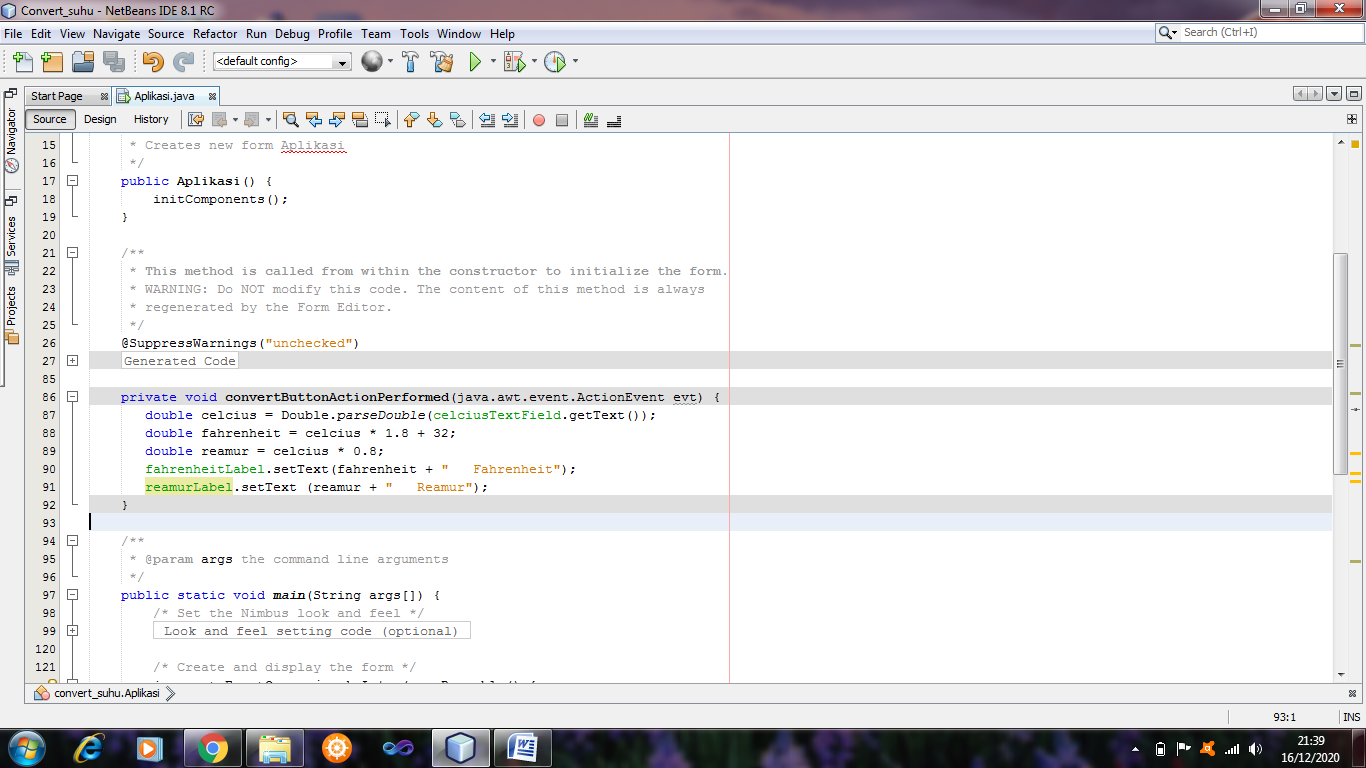 Convert_suhu - NetBeans IDE 8.1 RC
File Edit View Navigate Source Refactor Run Debug Profile Team Tools Window Help
Search (Ctrl+I)
<default config>
Start Page Aplikasi.java
Source Design History
Navigator
Services
Projects
15 * Creates new form Aplikasi
16 */
17 public Aplikasi() {
18 initComponents();
19 }
20
21 /**
22 * This method is called from within the constructor to initialize the form.
23 * WARNING: Do NOT modify this code. The content of this method is always
24 * regenerated by the Form Editor.
25 */
26 @SuppressWarnings("unchecked")
27 Generated Code
85
86 private void convertButtonActionPerformed(java.awt.event.ActionEvent evt) {
87 double celcius = Double.parseDouble(celciusTextField.getText());
88 double fahrenheit = celcius * 1.8 + 32;
89 double reamur = celcius * 0.8;
90 fahrenheitLabel.setText(fahrenheit + "   Fahrenheit");
91 reamurLabel.setText (reamur + "   Reamur");
92 }
93
94 /**
95 * @param args the command line arguments
96 */
97 public static void main(String args[]) {
98 /* Set the Nimbus look and feel */
99 Look and feel setting code (optional)
120
121 /* Create and display the form */
convert_suhu.Aplikasi
93:1 INS
21:39
16/12/2020